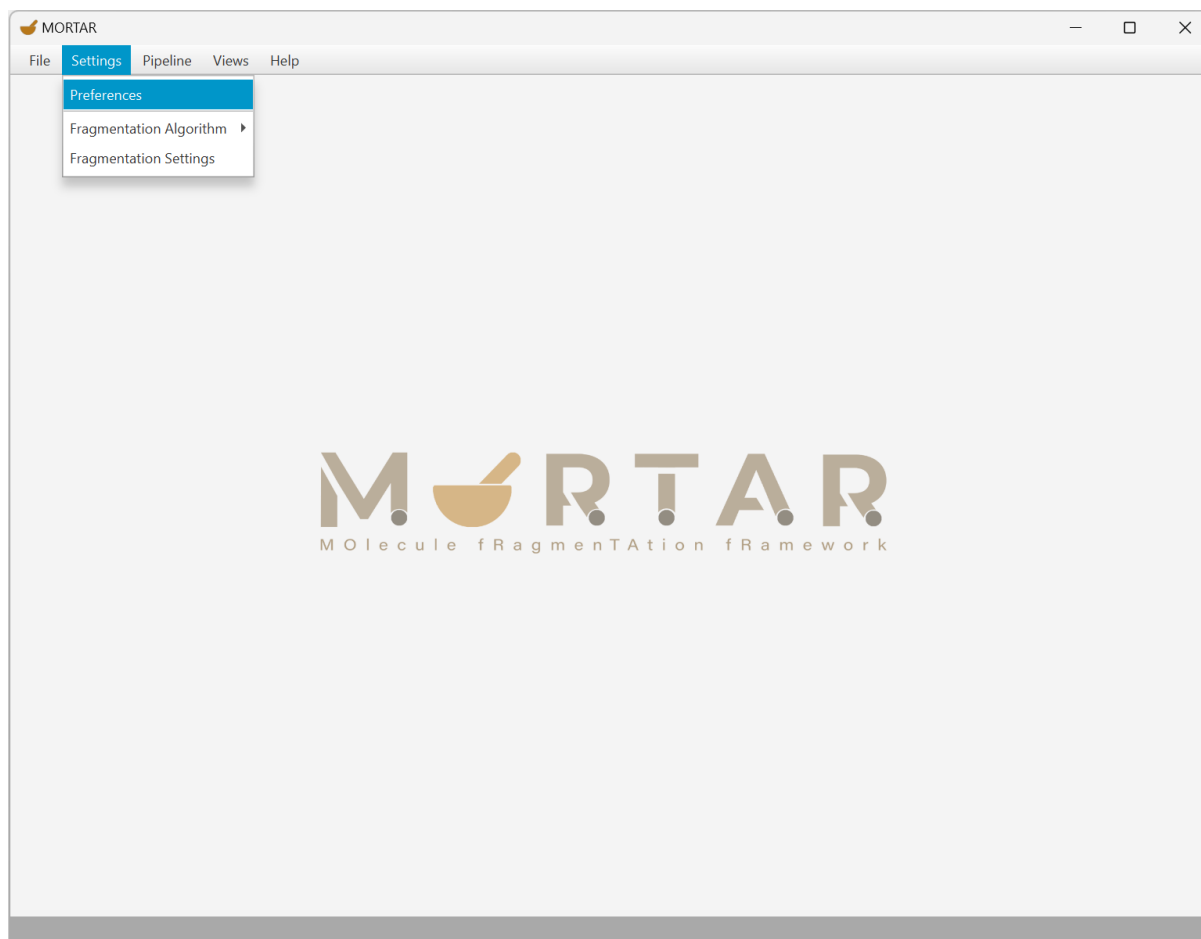 MORTAR
File Settings Pipeline Views Help
Preferences
Fragmentation Algorithm
Fragmentation Settings
MORTAR
MOlecule fRagmenTAtion fRamework